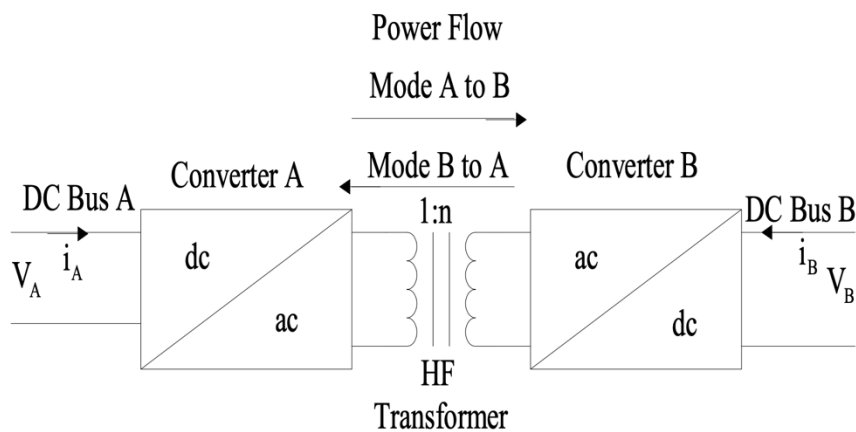 Power Flow
Mode A to B
Mode B to A
Converter A
Converter B
DC Bus A
1:n
DC Bus B
i_A
dc
ac
i_B
V_A
V_B
ac
dc
HF
Transformer